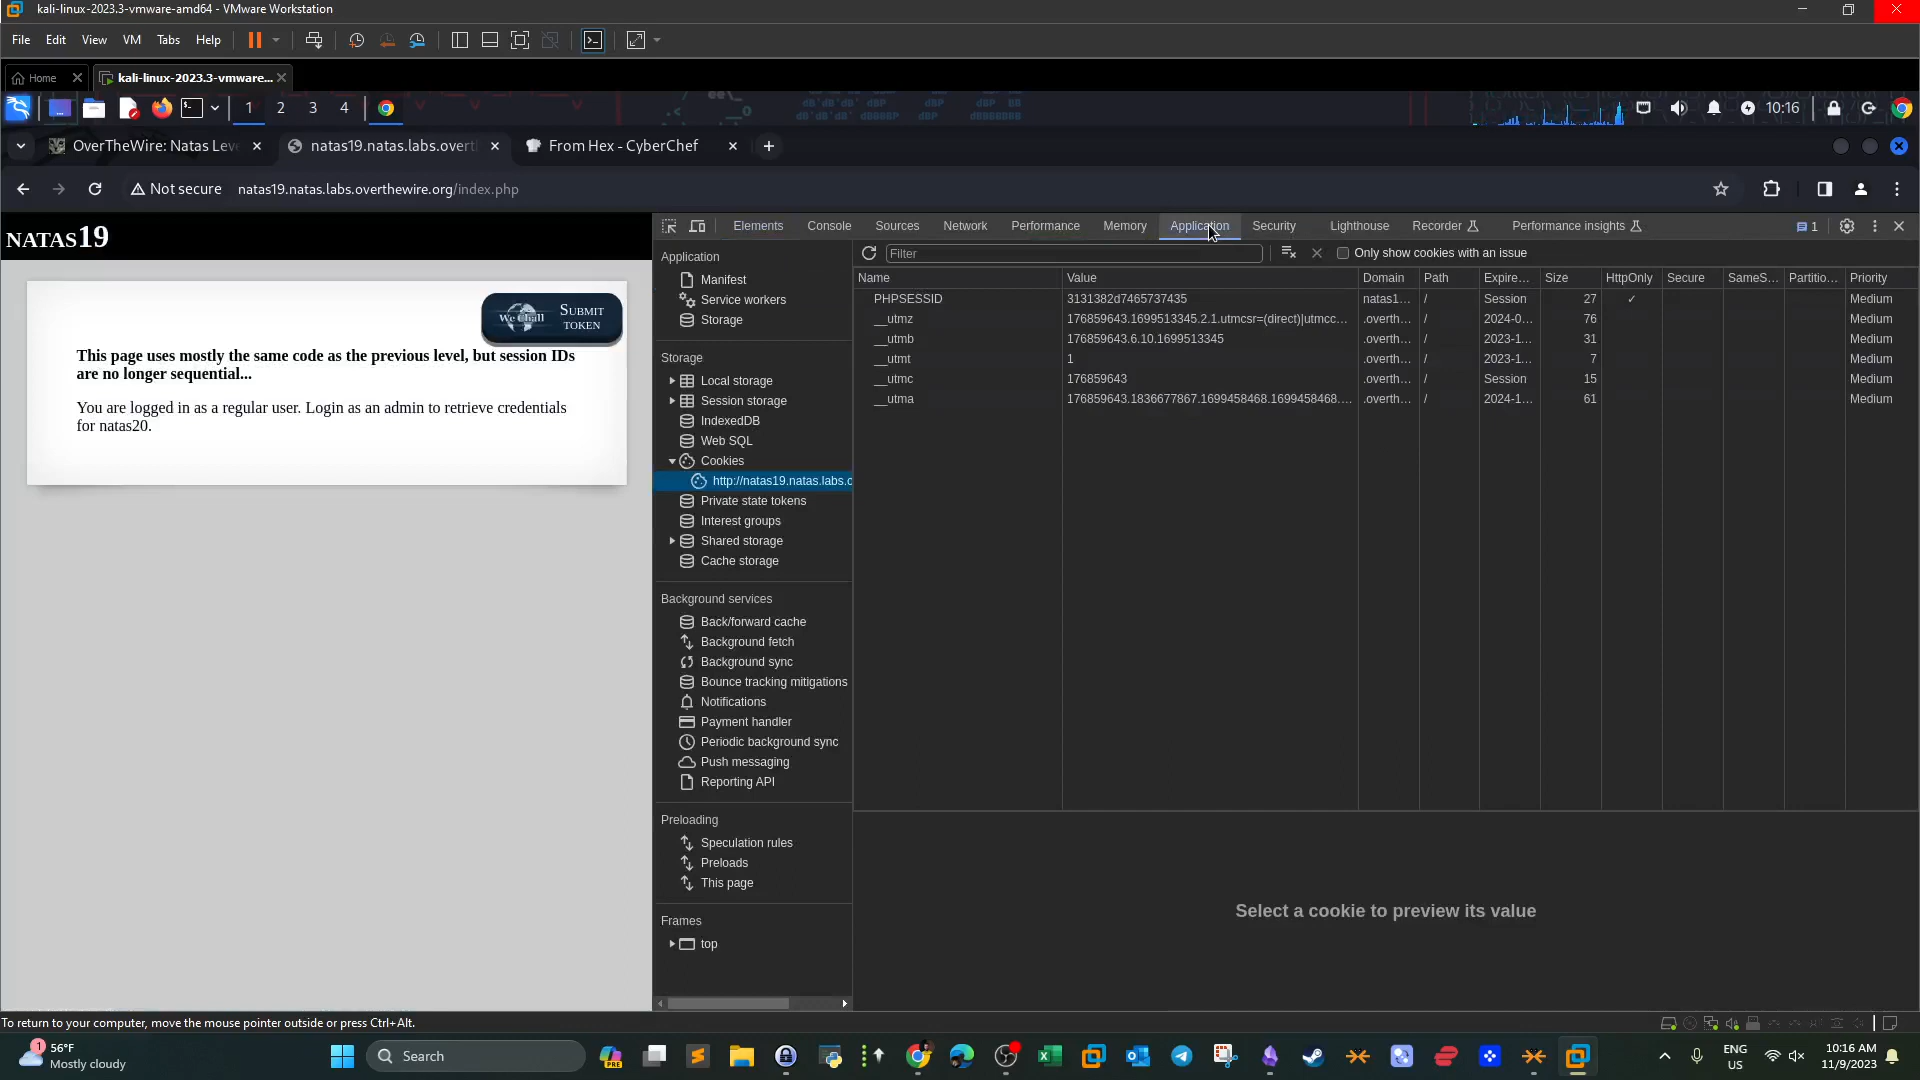 kali-linux-2023.3-vmware-amd64 - VMware Workstation
File Edit View VM Tabs Help
Home kali-linux-2023.3-vmware...
1 2 3 4 10:16
OverTheWire: Natas Leve natas19.natas.labs.overt From Hex - CyberChef
Not secure natas19.natas.labs.overthewire.org/index.php
NATAS19
SUBMIT
TOKEN
We Chall
This page uses mostly the same code as the previous level, but session IDs
are no longer sequential...
You are logged in as a regular user. Login as an admin to retrieve credentials
for natas20.
Elements Console Sources Network Performance Memory Application Security Lighthouse Recorder Performance insights 1
Application
Manifest
Service workers
Storage
Storage
Local storage
Session storage
IndexedDB
Web SQL
Cookies
http://natas19.natas.labs.o
Private state tokens
Interest groups
Shared storage
Cache storage
Background services
Back/forward cache
Background fetch
Background sync
Bounce tracking mitigations
Notifications
Payment handler
Periodic background sync
Push messaging
Reporting API
Preloading
Speculation rules
Preloads
This page
Frames
top
Filter Only show cookies with an issue
Name Value Domain Path Expire... Size HttpOnly Secure SameS... Partitio... Priority
PHPSESSID 3131382d7465737435 natas1... / Session 27 ✓ Medium
__utmz 176859643.1699513345.2.1.utmcsr=(direct)|utmcc... .overth... / 2024-0... 76 Medium
__utmb 176859643.6.10.1699513345 .overth... / 2023-1... 31 Medium
__utmt 1 .overth... / 2023-1... 7 Medium
__utmc 176859643 .overth... / Session 15 Medium
__utma 176859643.1836677867.1699458468.1699458468.... .overth... / 2024-1... 61 Medium
Select a cookie to preview its value
To return to your computer, move the mouse pointer outside or press Ctrl+Alt.
1 56°F
Mostly cloudy
Search
PRE
ENG
US
10:16 AM
11/9/2023